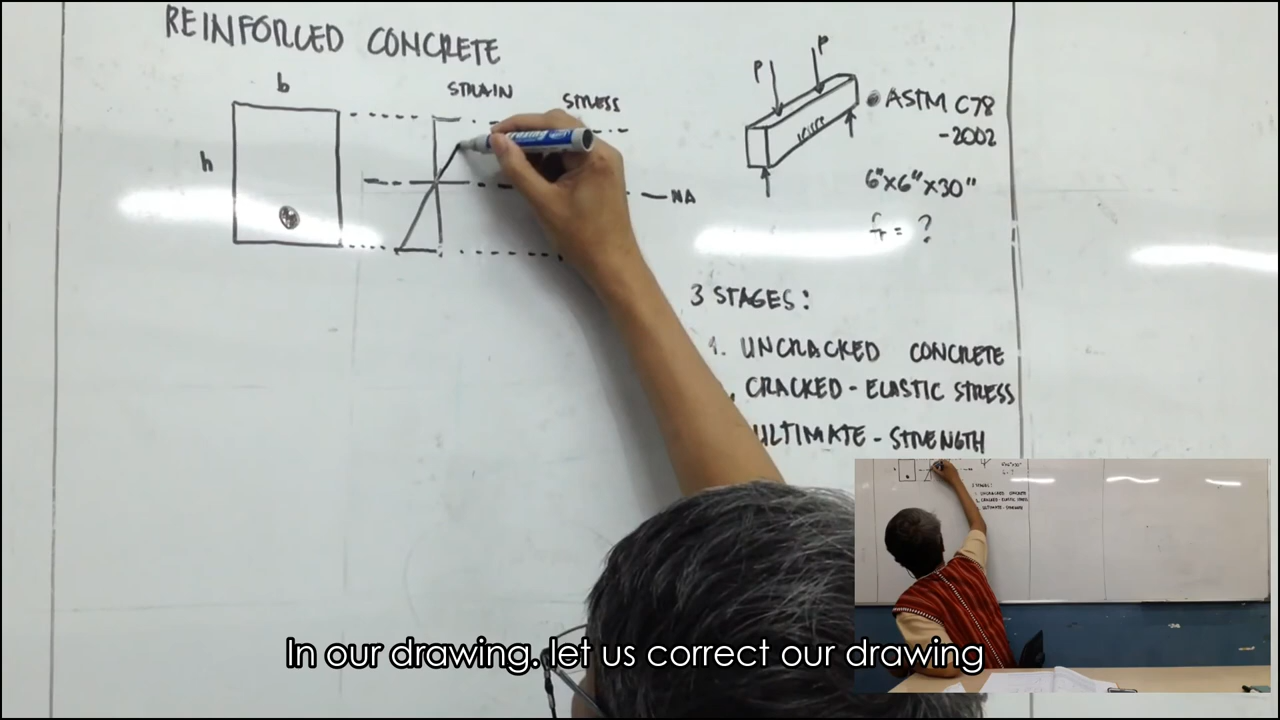 REINFORCED CONCRETE
b
STRAIN
STRESS
h
NA
P
P
ASTM C78
-2002
6"x6"x30"
fr = ?
3 STAGES:
1. UNCRACKED CONCRETE
CRACKED - ELASTIC STRESS
ULTIMATE - STRENGTH
In our drawing. let us correct our drawing